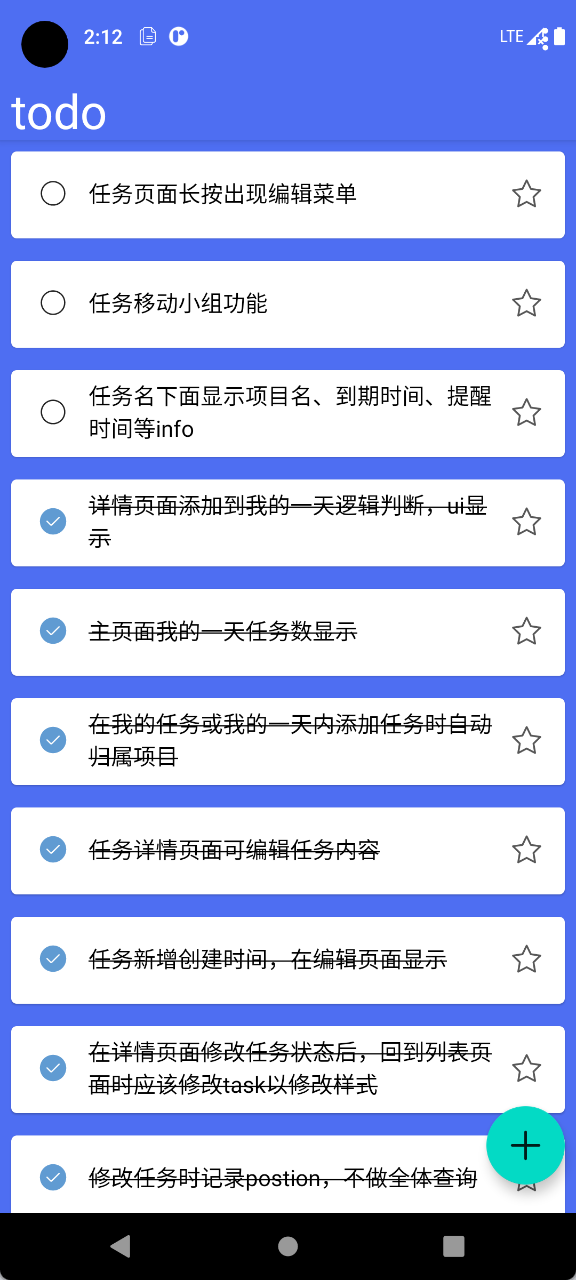 2:12
LTE
todo
任务页面长按出现编辑菜单
任务移动小组功能
任务名下面显示项目名、到期时间、提醒
时间等info
详情页面添加到我的一天逻辑判断，ui显
示
主页面我的一天任务数显示
在我的任务或我的一天内添加任务时自动
归属项目
任务详情页面可编辑任务内容
任务新增创建时间，在编辑页面显示
在详情页面修改任务状态后，回到列表页
面时应该修改task以修改样式
修改任务时记录postion，不做全体查询